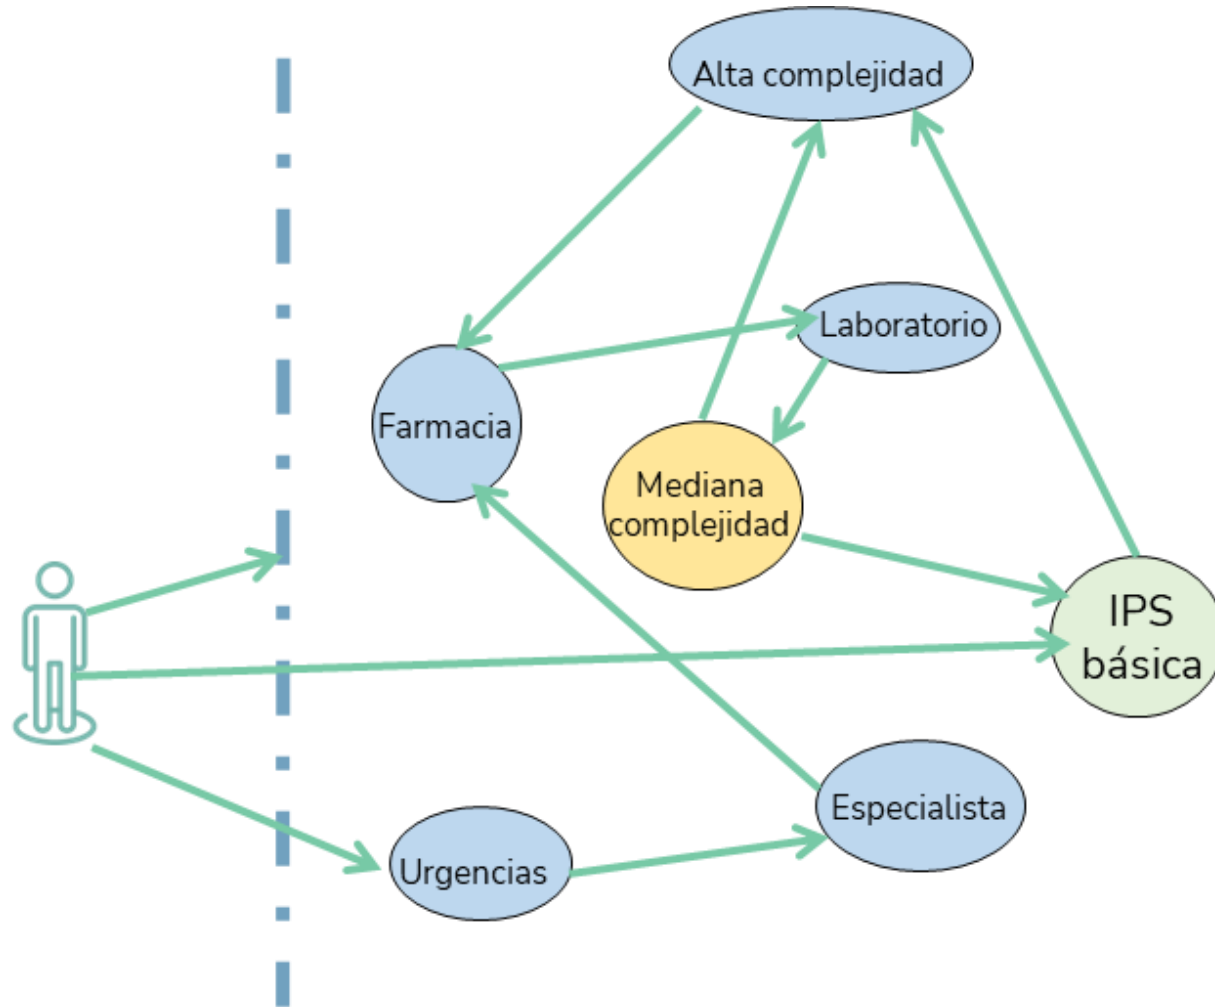 Alta complejidad
Laboratorio
Farmacia
Mediana
complejidad
IPS
básica
Especialista
Urgencias